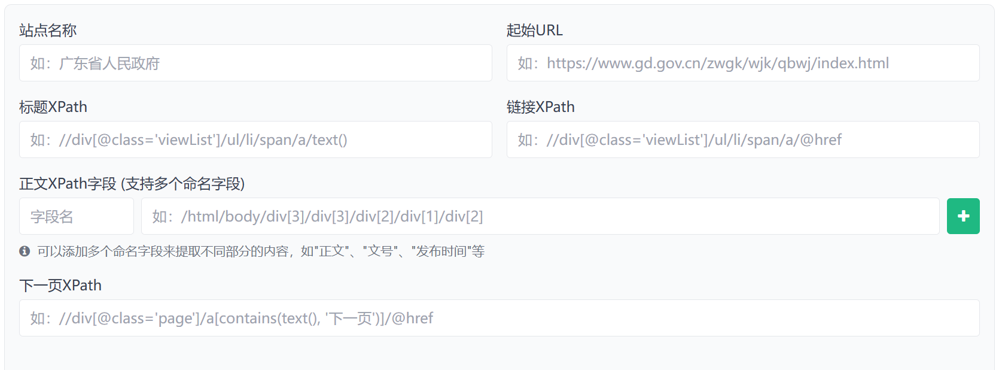 站点名称
起始URL
如：广东省人民政府
如：https://www.gd.gov.cn/zwgk/wjk/qbwj/index.html
标题XPath
链接XPath
如：//div[@class='viewList']/ul/li/span/a/text()
如：//div[@class='viewList']/ul/li/span/a/@href
正文XPath字段 (支持多个命名字段)
字段名
如：/html/body/div[3]/div[3]/div[2]/div[1]/div[2]
可以添加多个命名字段来提取不同部分的内容，如"正文"、"文号"、"发布时间"等
下一页XPath
如：//div[@class='page']/a[contains(text(), '下一页')]/@href